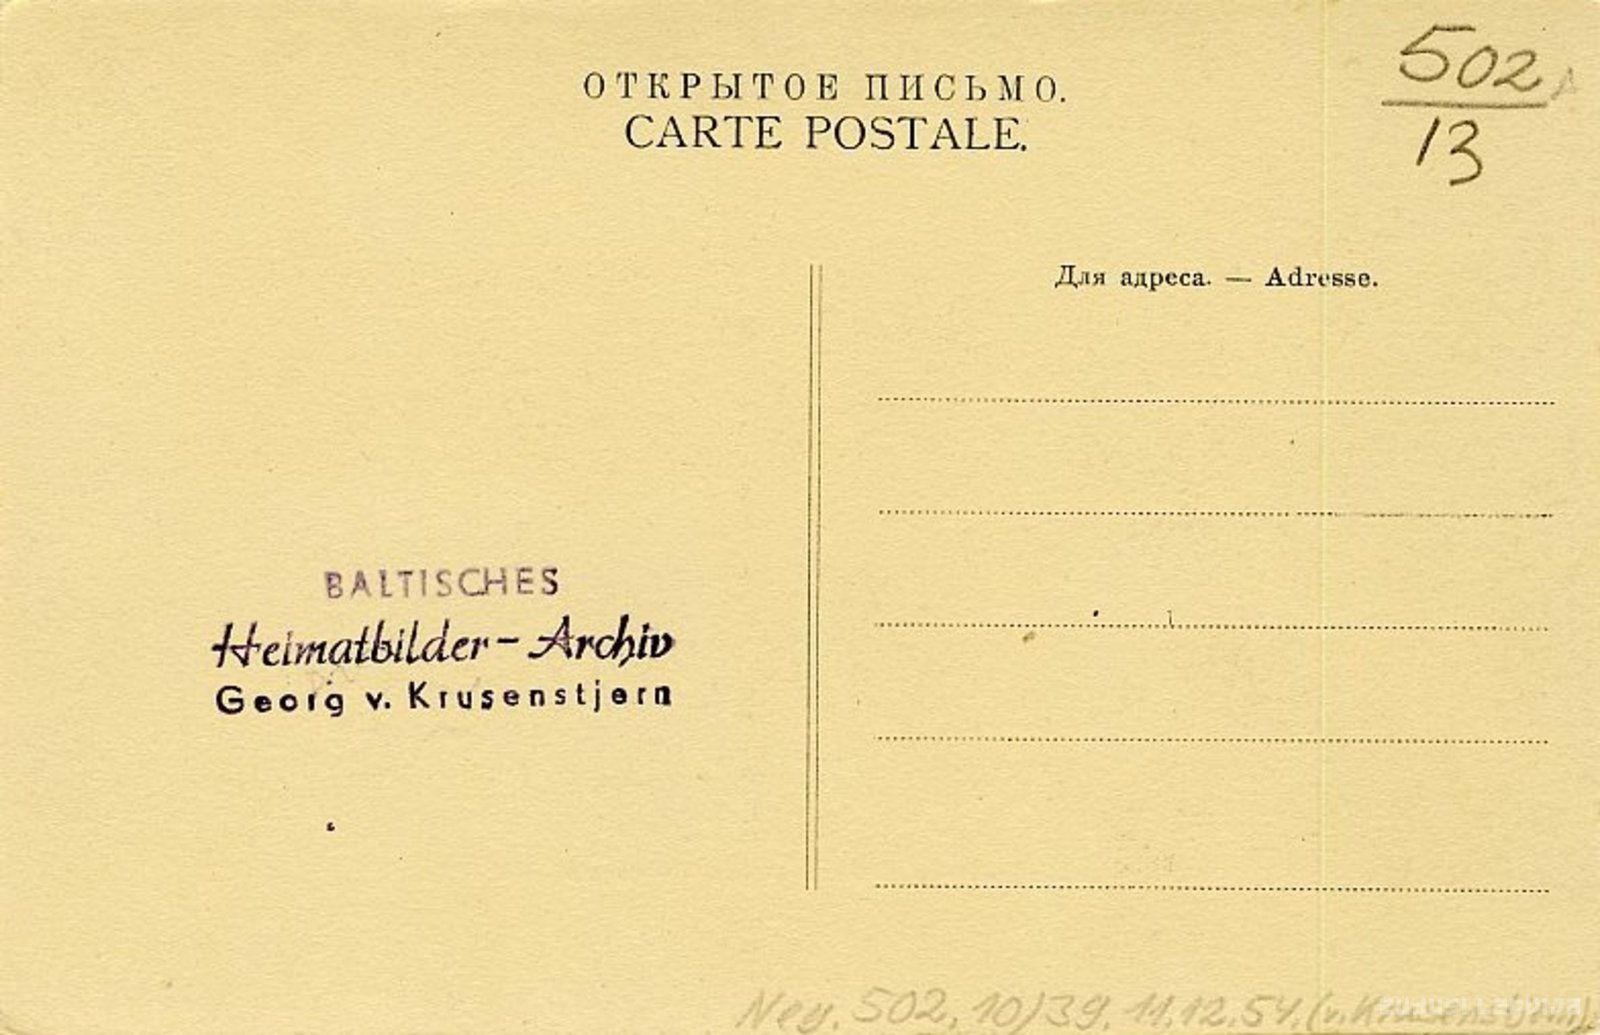 ОТКРЫТОЕ ПИСЬМО.
CARTE POSTALE.
502
13
Для адреса. — Adresse.
BALTISCHES
Heimatbilder - Archiv
Georg v. Krusenstjern
Neg. 502, 10/39. 11.12.54. (v.